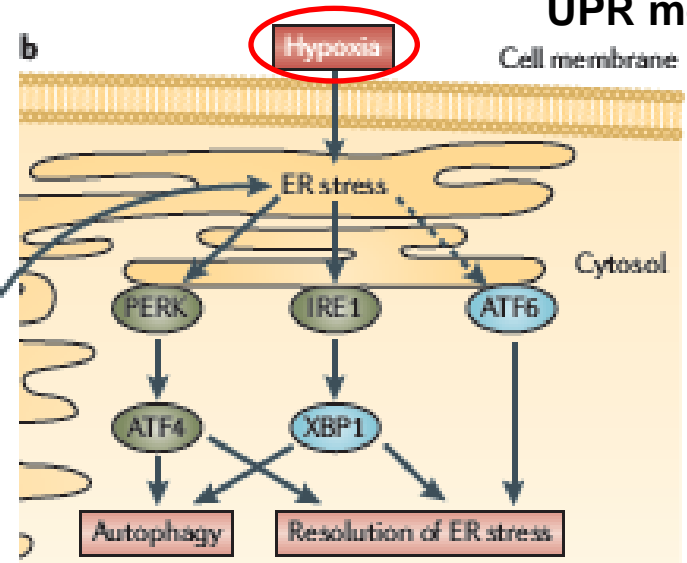 UPR m
b
Hypoxia
Cell membrane
ER stress
Cytosol
PERK
IRE1
ATF6
ATF4
XBP1
Autophagy
Resolution of ER stress